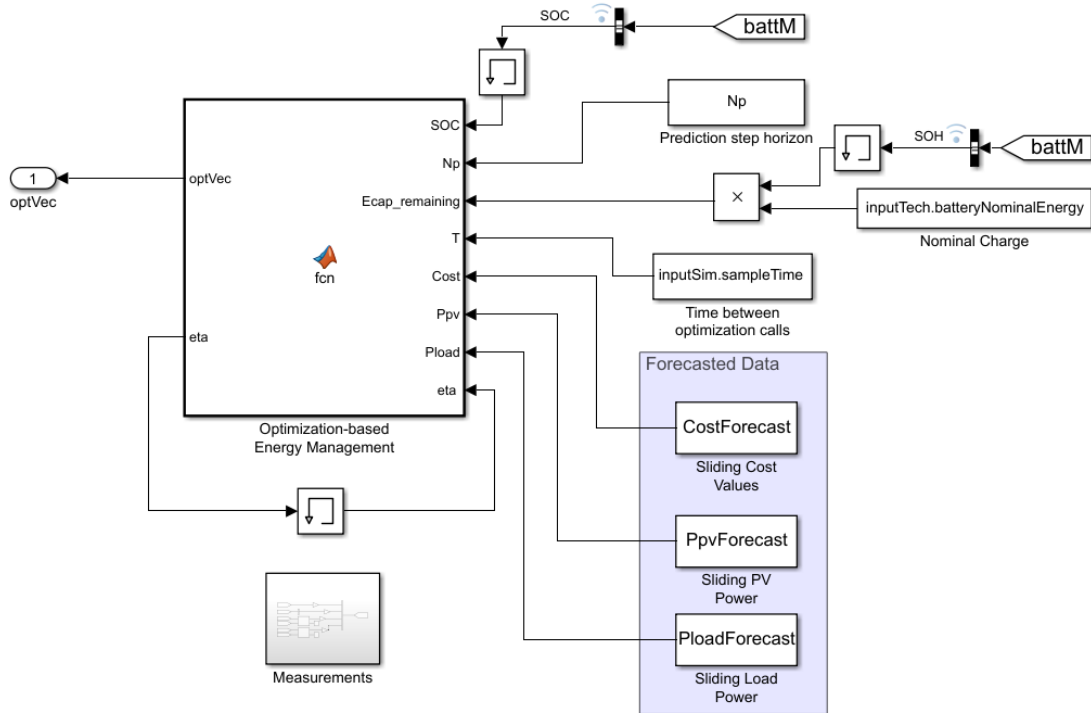 SOC
battM
SOC
Np
Prediction step horizon
SOH
battM
Np
optVec
1
optVec
Ecap_remaining
×
inputTech.batteryNominalEnergy
Nominal Charge
T
fcn
Cost
inputSim.sampleTime
Time between
optimization calls
Ppv
eta
Pload
eta
Forecasted Data
Optimization-based
Energy Management
CostForecast
Sliding Cost
Values
PpvForecast
Sliding PV
Power
PloadForecast
Sliding Load
Power
Measurements